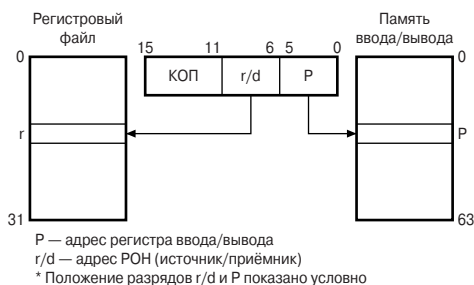 Регистровый
файл
Память
ввода/вывода
15 11 6 5 0
0 КОП r/d P 0
r P
31 63
P — адрес регистра ввода/вывода
r/d — адрес РОН (источник/приёмник)
* Положение разрядов r/d и P показано условно